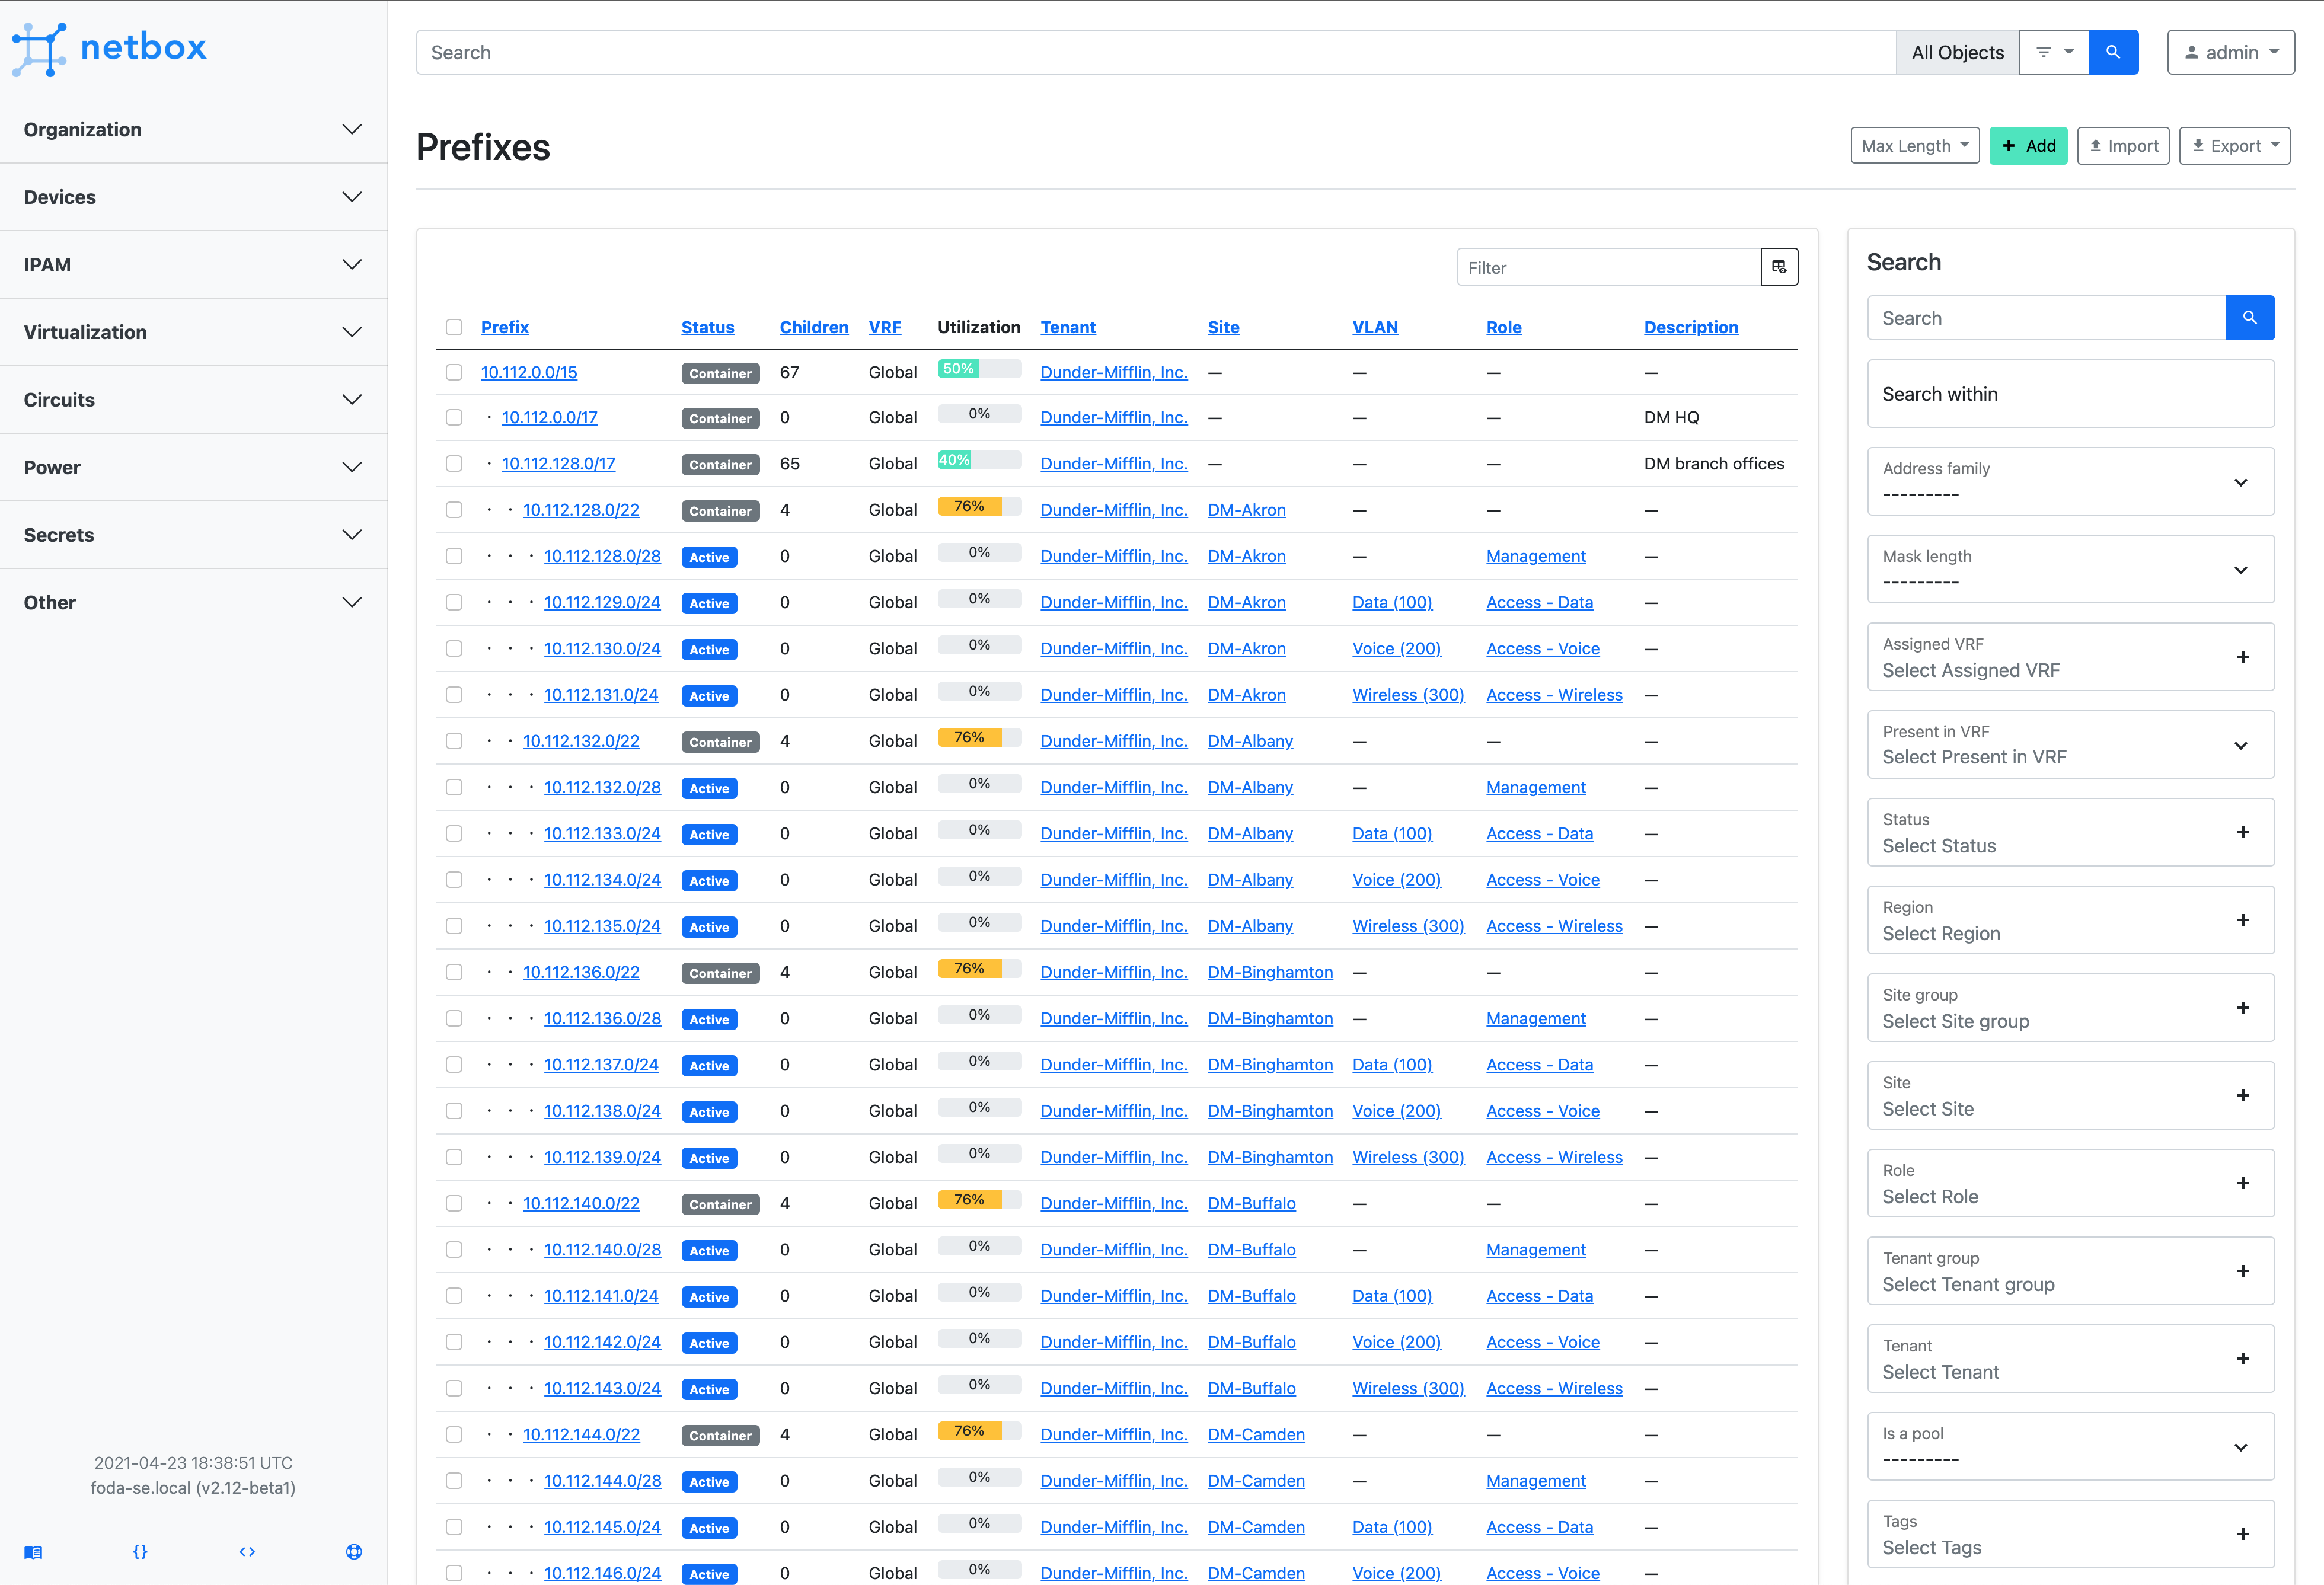 netbox
Search
All Objects
admin
Organization
Devices
IPAM
Virtualization
Circuits
Power
Secrets
Other
2021-04-23 18:38:51 UTC
foda-se.local (v2.12-beta1)
{}
<>
Prefixes
Max Length
+ Add
Import
Export
Filter
Prefix Status Children VRF Utilization Tenant Site VLAN Role Description
10.112.0.0/15 Container 67 Global 50% Dunder-Mifflin, Inc. — — — —
· 10.112.0.0/17 Container 0 Global 0% Dunder-Mifflin, Inc. — — — DM HQ
· 10.112.128.0/17 Container 65 Global 40% Dunder-Mifflin, Inc. — — — DM branch offices
· · 10.112.128.0/22 Container 4 Global 76% Dunder-Mifflin, Inc. DM-Akron — — —
· · · 10.112.128.0/28 Active 0 Global 0% Dunder-Mifflin, Inc. DM-Akron — Management —
· · · 10.112.129.0/24 Active 0 Global 0% Dunder-Mifflin, Inc. DM-Akron Data (100) Access - Data —
· · · 10.112.130.0/24 Active 0 Global 0% Dunder-Mifflin, Inc. DM-Akron Voice (200) Access - Voice —
· · · 10.112.131.0/24 Active 0 Global 0% Dunder-Mifflin, Inc. DM-Akron Wireless (300) Access - Wireless —
· · 10.112.132.0/22 Container 4 Global 76% Dunder-Mifflin, Inc. DM-Albany — — —
· · · 10.112.132.0/28 Active 0 Global 0% Dunder-Mifflin, Inc. DM-Albany — Management —
· · · 10.112.133.0/24 Active 0 Global 0% Dunder-Mifflin, Inc. DM-Albany Data (100) Access - Data —
· · · 10.112.134.0/24 Active 0 Global 0% Dunder-Mifflin, Inc. DM-Albany Voice (200) Access - Voice —
· · · 10.112.135.0/24 Active 0 Global 0% Dunder-Mifflin, Inc. DM-Albany Wireless (300) Access - Wireless —
· · 10.112.136.0/22 Container 4 Global 76% Dunder-Mifflin, Inc. DM-Binghamton — — —
· · · 10.112.136.0/28 Active 0 Global 0% Dunder-Mifflin, Inc. DM-Binghamton — Management —
· · · 10.112.137.0/24 Active 0 Global 0% Dunder-Mifflin, Inc. DM-Binghamton Data (100) Access - Data —
· · · 10.112.138.0/24 Active 0 Global 0% Dunder-Mifflin, Inc. DM-Binghamton Voice (200) Access - Voice —
· · · 10.112.139.0/24 Active 0 Global 0% Dunder-Mifflin, Inc. DM-Binghamton Wireless (300) Access - Wireless —
· · 10.112.140.0/22 Container 4 Global 76% Dunder-Mifflin, Inc. DM-Buffalo — — —
· · · 10.112.140.0/28 Active 0 Global 0% Dunder-Mifflin, Inc. DM-Buffalo — Management —
· · · 10.112.141.0/24 Active 0 Global 0% Dunder-Mifflin, Inc. DM-Buffalo Data (100) Access - Data —
· · · 10.112.142.0/24 Active 0 Global 0% Dunder-Mifflin, Inc. DM-Buffalo Voice (200) Access - Voice —
· · · 10.112.143.0/24 Active 0 Global 0% Dunder-Mifflin, Inc. DM-Buffalo Wireless (300) Access - Wireless —
· · 10.112.144.0/22 Container 4 Global 76% Dunder-Mifflin, Inc. DM-Camden — — —
· · · 10.112.144.0/28 Active 0 Global 0% Dunder-Mifflin, Inc. DM-Camden — Management —
· · · 10.112.145.0/24 Active 0 Global 0% Dunder-Mifflin, Inc. DM-Camden Data (100) Access - Data —
· · · 10.112.146.0/24 Active 0 Global 0% Dunder-Mifflin, Inc. DM-Camden Voice (200) Access - Voice —
Search
Search
Search within
Address family
---------
Mask length
---------
Assigned VRF
Select Assigned VRF
Present in VRF
Select Present in VRF
Status
Select Status
Region
Select Region
Site group
Select Site group
Site
Select Site
Role
Select Role
Tenant group
Select Tenant group
Tenant
Select Tenant
Is a pool
---------
Tags
Select Tags